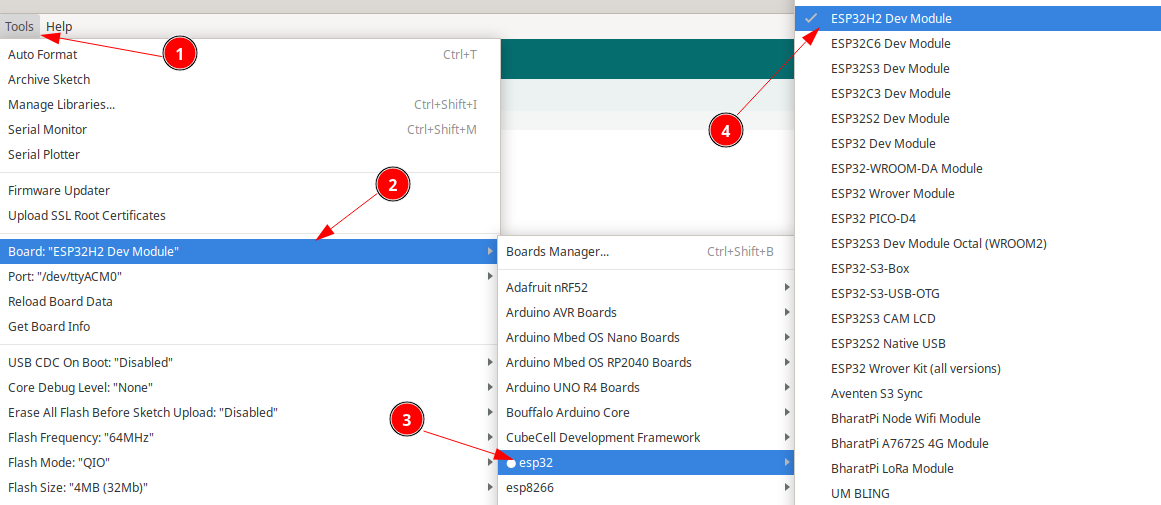 Tools Help
1
Auto Format Ctrl+T
Archive Sketch
Manage Libraries... Ctrl+Shift+I
Serial Monitor Ctrl+Shift+M
Serial Plotter
Firmware Updater
Upload SSL Root Certificates
2
Board: "ESP32H2 Dev Module"
Port: "/dev/ttyACM0"
Reload Board Data
Get Board Info
USB CDC On Boot: "Disabled"
Core Debug Level: "None"
Erase All Flash Before Sketch Upload: "Disabled"
Flash Frequency: "64MHz"
Flash Mode: "QIO"
Flash Size: "4MB (32Mb)"
Boards Manager... Ctrl+Shift+B
Adafruit nRF52
Arduino AVR Boards
Arduino Mbed OS Nano Boards
Arduino Mbed OS RP2040 Boards
Arduino UNO R4 Boards
Bouffalo Arduino Core
3
CubeCell Development Framework
esp32
esp8266
ESP32H2 Dev Module
4
ESP32C6 Dev Module
ESP32S3 Dev Module
ESP32C3 Dev Module
ESP32S2 Dev Module
ESP32 Dev Module
ESP32-WROOM-DA Module
ESP32 Wrover Module
ESP32 PICO-D4
ESP32S3 Dev Module Octal (WROOM2)
ESP32-S3-Box
ESP32-S3-USB-OTG
ESP32S3 CAM LCD
ESP32S2 Native USB
ESP32 Wrover Kit (all versions)
Aventen S3 Sync
BharatPi Node Wifi Module
BharatPi A7672S 4G Module
BharatPi LoRa Module
UM BLING